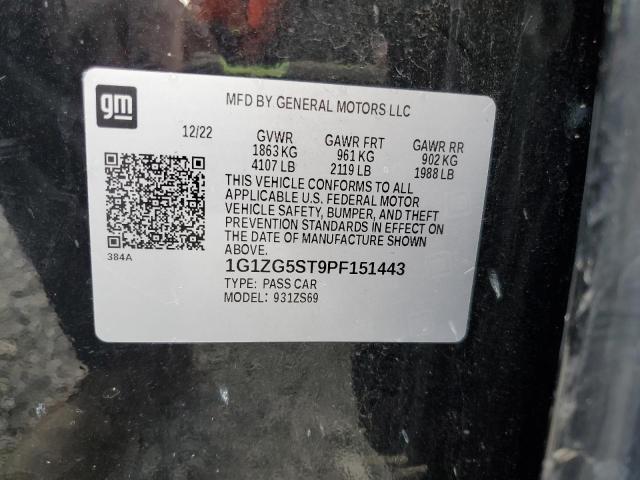 gm
MFD BY GENERAL MOTORS LLC
12/22 GVWR GAWR FRT GAWR RR
1863 KG 961 KG 902 KG
4107 LB 2119 LB 1988 LB
THIS VEHICLE CONFORMS TO ALL
APPLICABLE U.S. FEDERAL MOTOR
VEHICLE SAFETY, BUMPER, AND THEFT
PREVENTION STANDARDS IN EFFECT ON
THE DATE OF MANUFACTURE SHOWN
ABOVE.
384A
1G1ZG5ST9PF151443
TYPE: PASS CAR
MODEL: 931ZS69